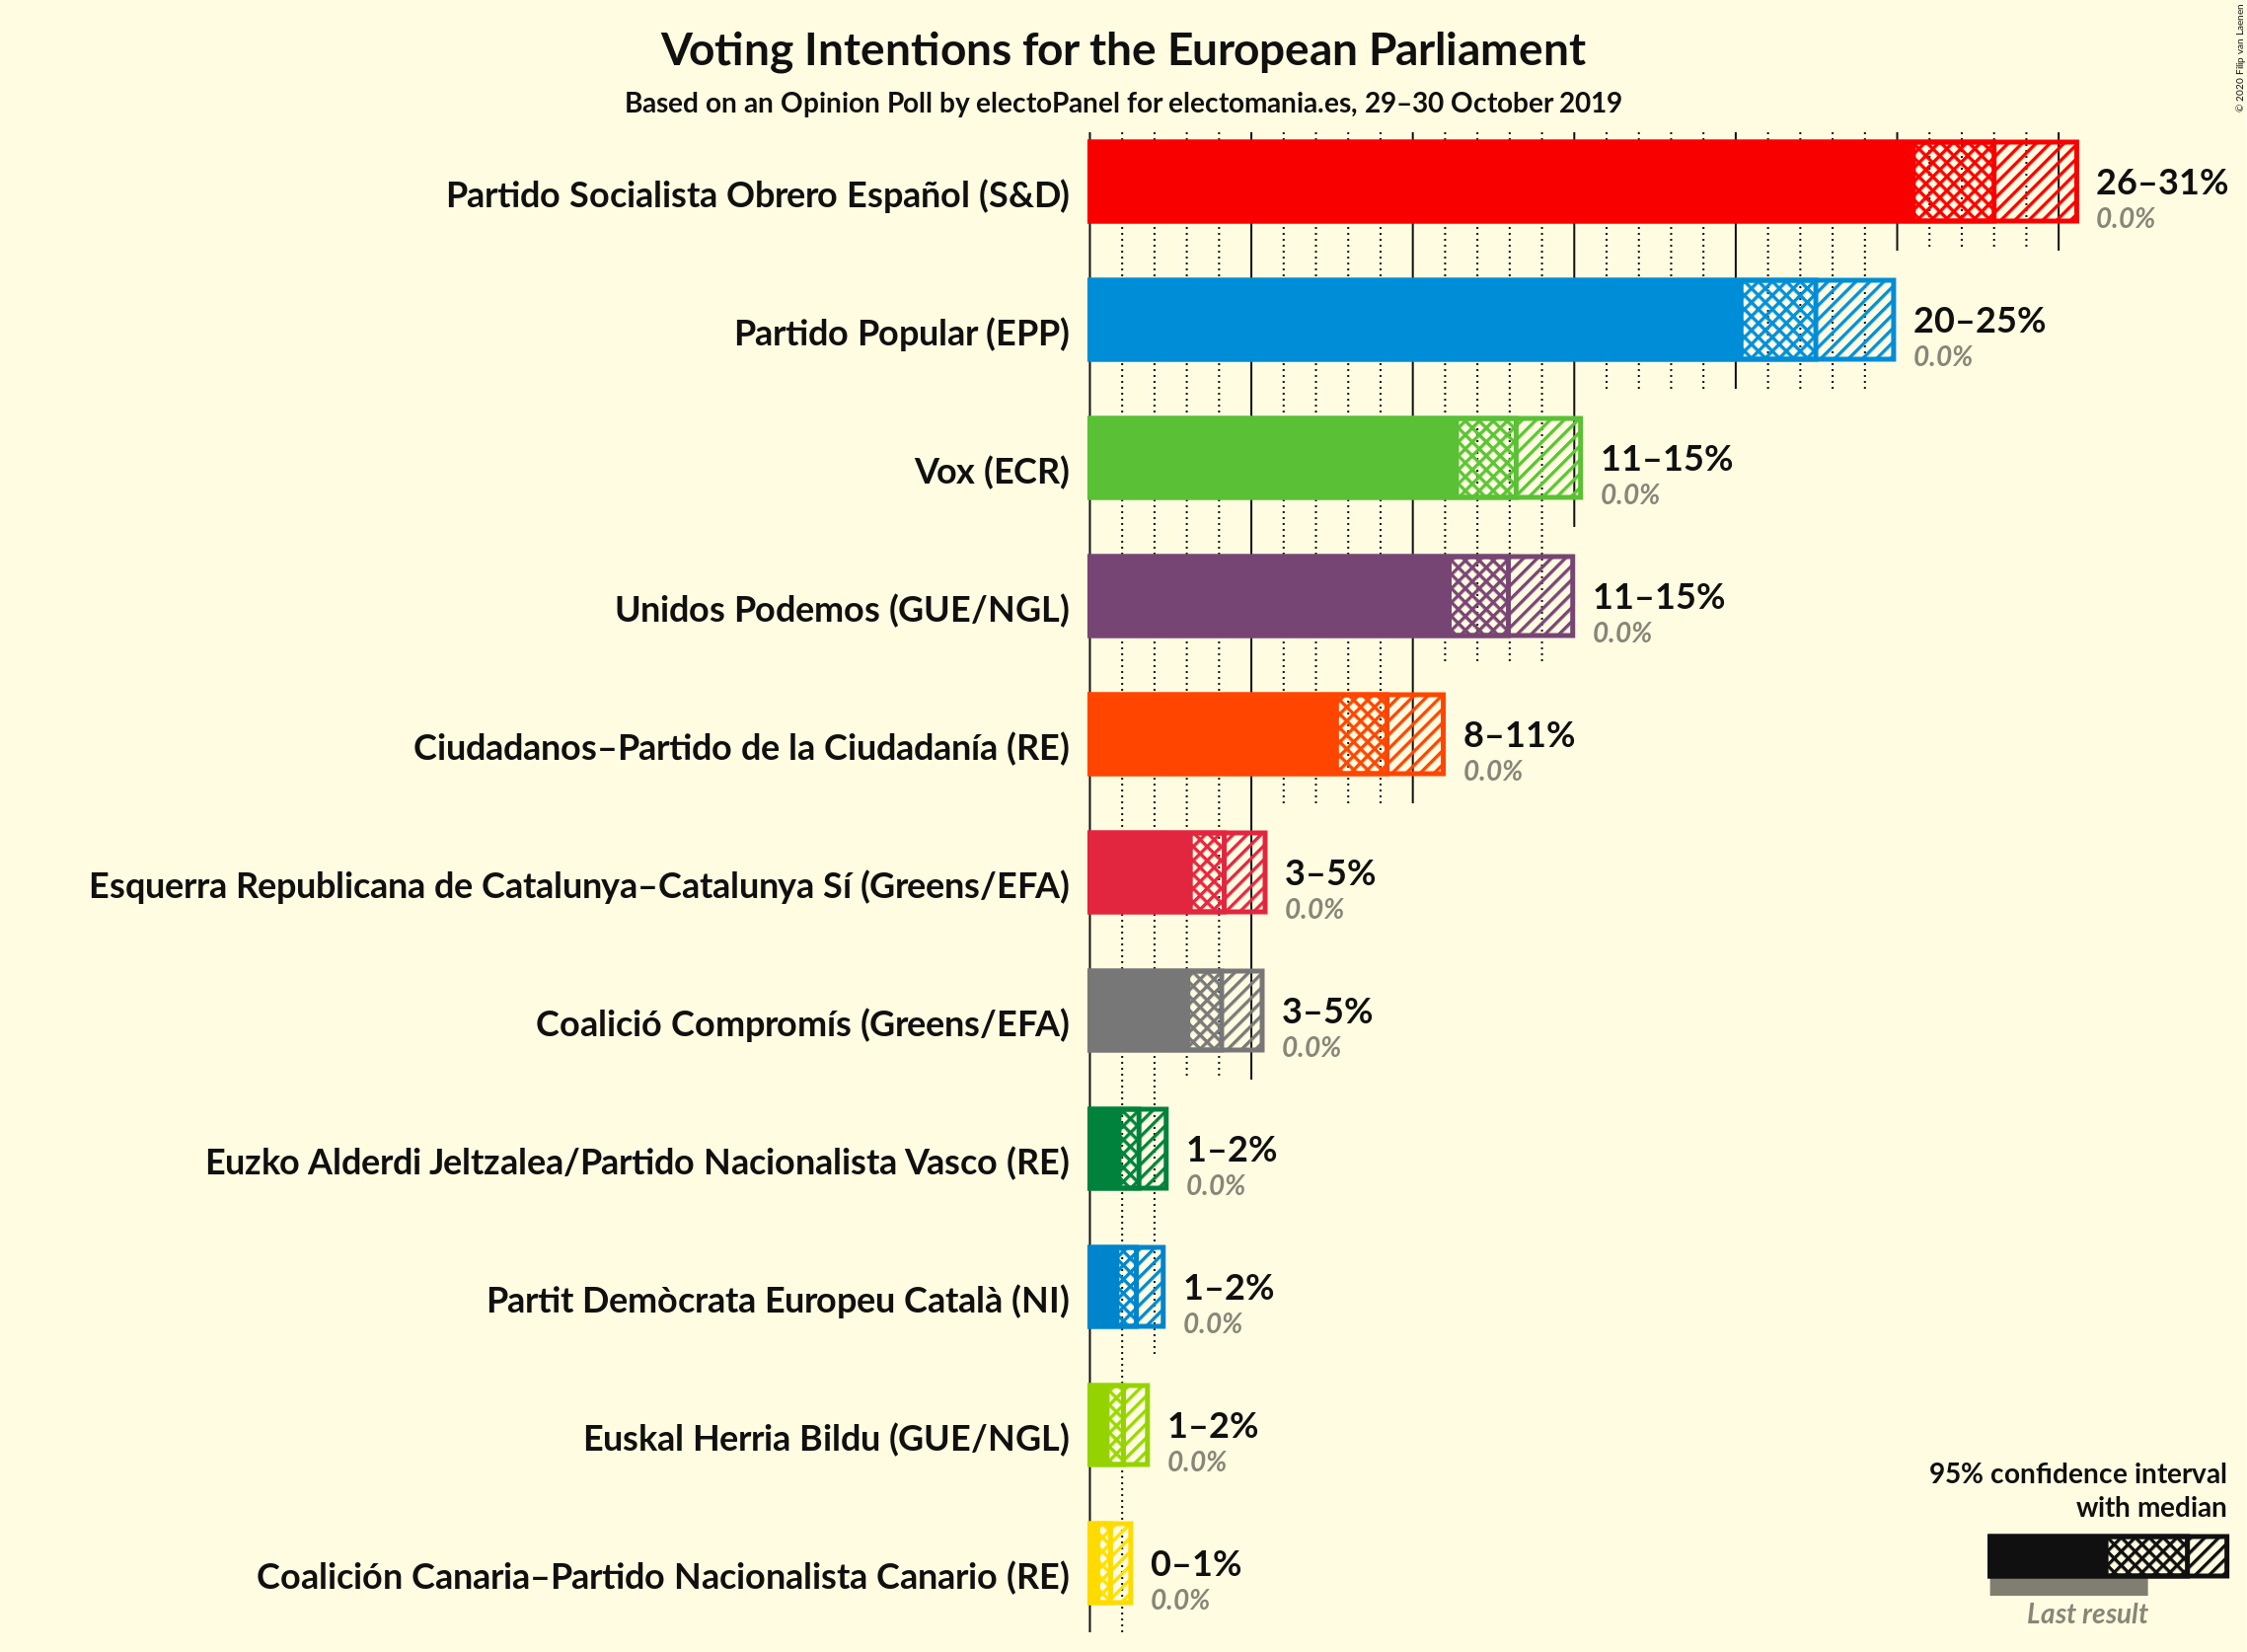 Voting Intentions for the European Parliament
Based on an Opinion Poll by electoPanel for electomania.es, 29–30 October 2019
© 2020 Filip van Laenen
Partido Socialista Obrero Español (S&D)
26–31%
0.0%
Partido Popular (EPP)
20–25%
0.0%
Vox (ECR)
11–15%
0.0%
Unidos Podemos (GUE/NGL)
11–15%
0.0%
Ciudadanos–Partido de la Ciudadanía (RE)
8–11%
0.0%
Esquerra Republicana de Catalunya–Catalunya Sí (Greens/EFA)
3–5%
0.0%
Coalició Compromís (Greens/EFA)
3–5%
0.0%
Euzko Alderdi Jeltzalea/Partido Nacionalista Vasco (RE)
1–2%
0.0%
Partit Demòcrata Europeu Català (NI)
1–2%
0.0%
Euskal Herria Bildu (GUE/NGL)
1–2%
0.0%
Coalición Canaria–Partido Nacionalista Canario (RE)
0–1%
0.0%
95% confidence interval
with median
Last result